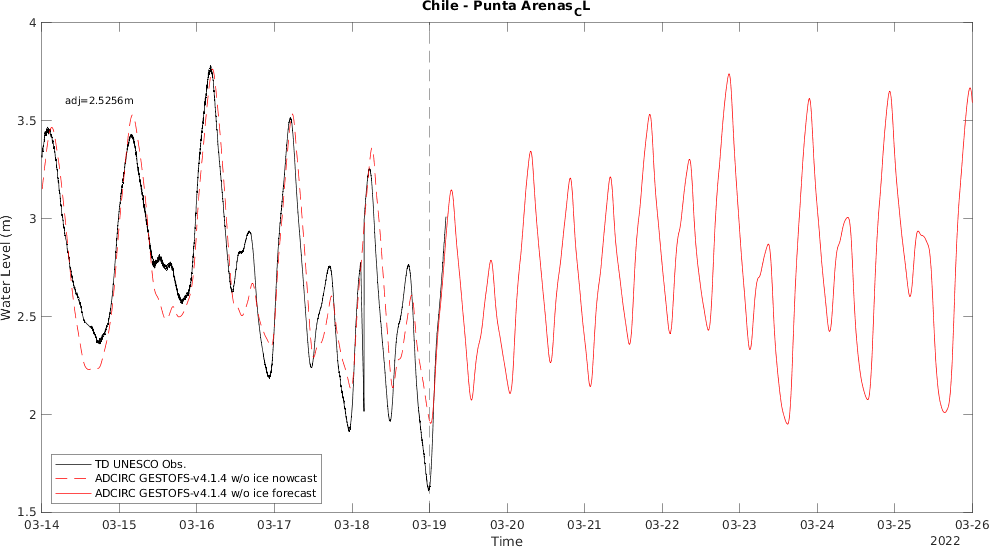 Chile - Punta Arenas_CL
4
adj=2.5256m
3.5
3
Water Level (m)
2.5
2
TD UNESCO Obs.
ADCIRC GESTOFS-v4.1.4 w/o ice nowcast
ADCIRC GESTOFS-v4.1.4 w/o ice forecast
1.5
03-14 03-15 03-16 03-17 03-18 03-19 03-20 03-21 03-22 03-23 03-24 03-25 03-26
Time
2022